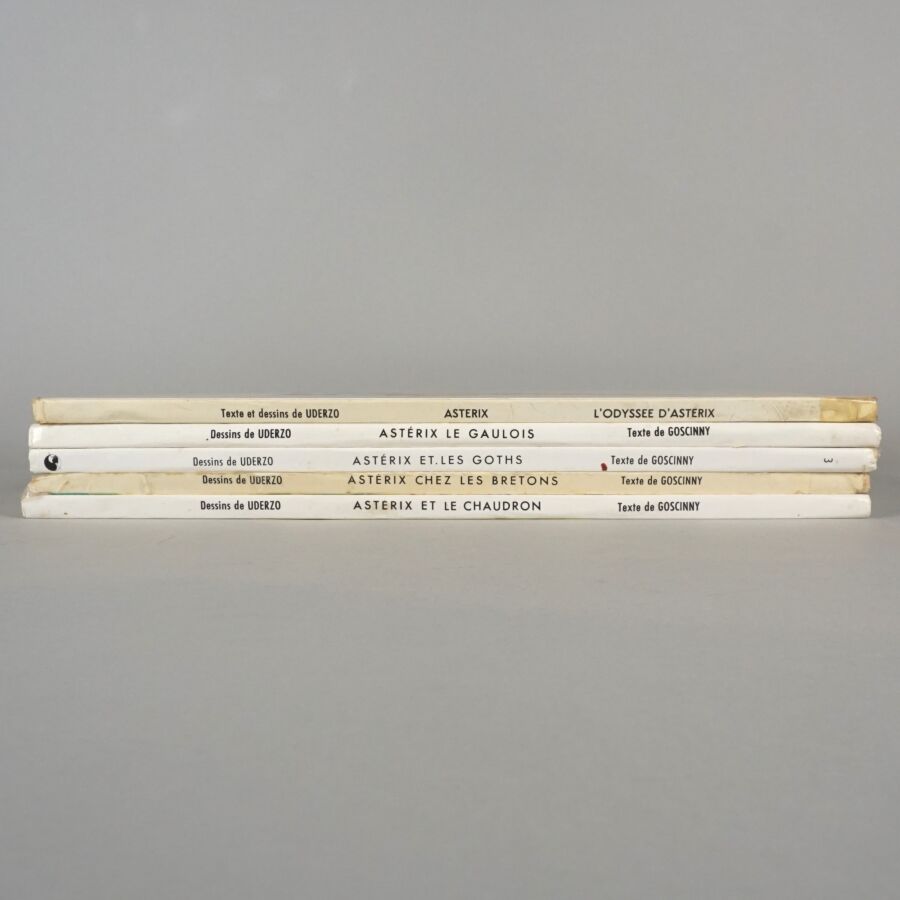 Texte et dessins de UDERZO ASTERIX L'ODYSSEE D'ASTERIX
Dessins de UDERZO ASTÉRIX LE GAULOIS Texte de GOSCINNY
Dessins de UDERZO ASTÉRIX ET LES GOTHS Texte de GOSCINNY 3
Dessins de UDERZO ASTÉRIX CHEZ LES BRETONS Texte de GOSCINNY
Dessins de UDERZO ASTERIX ET LE CHAUDRON Texte de GOSCINNY